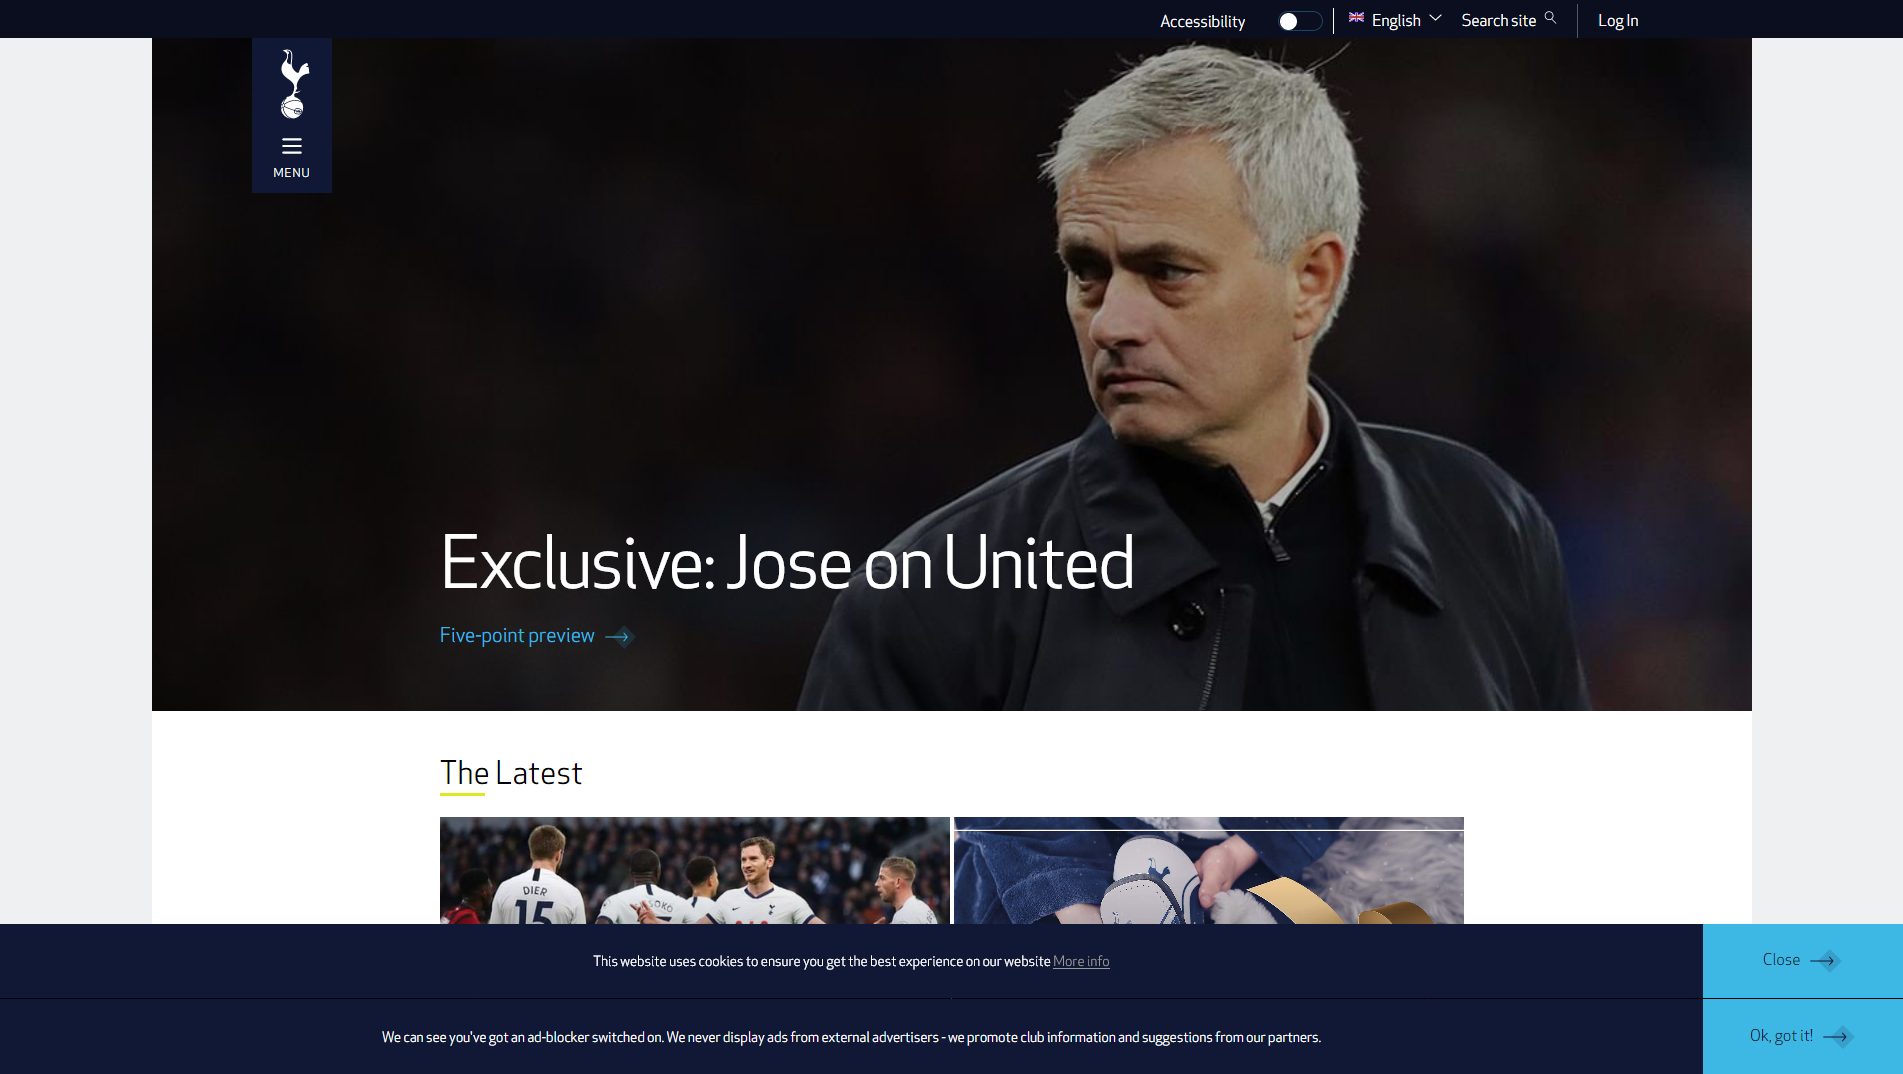 Accessibility
English
Search site
Log In
MENU
Exclusive: Jose on United
Five-point preview
The Latest
DIER
15
This website uses cookies to ensure you get the best experience on our website More info
Close
We can see you've got an ad-blocker switched on. We never display ads from external advertisers - we promote club information and suggestions from our partners.
Ok, got it!